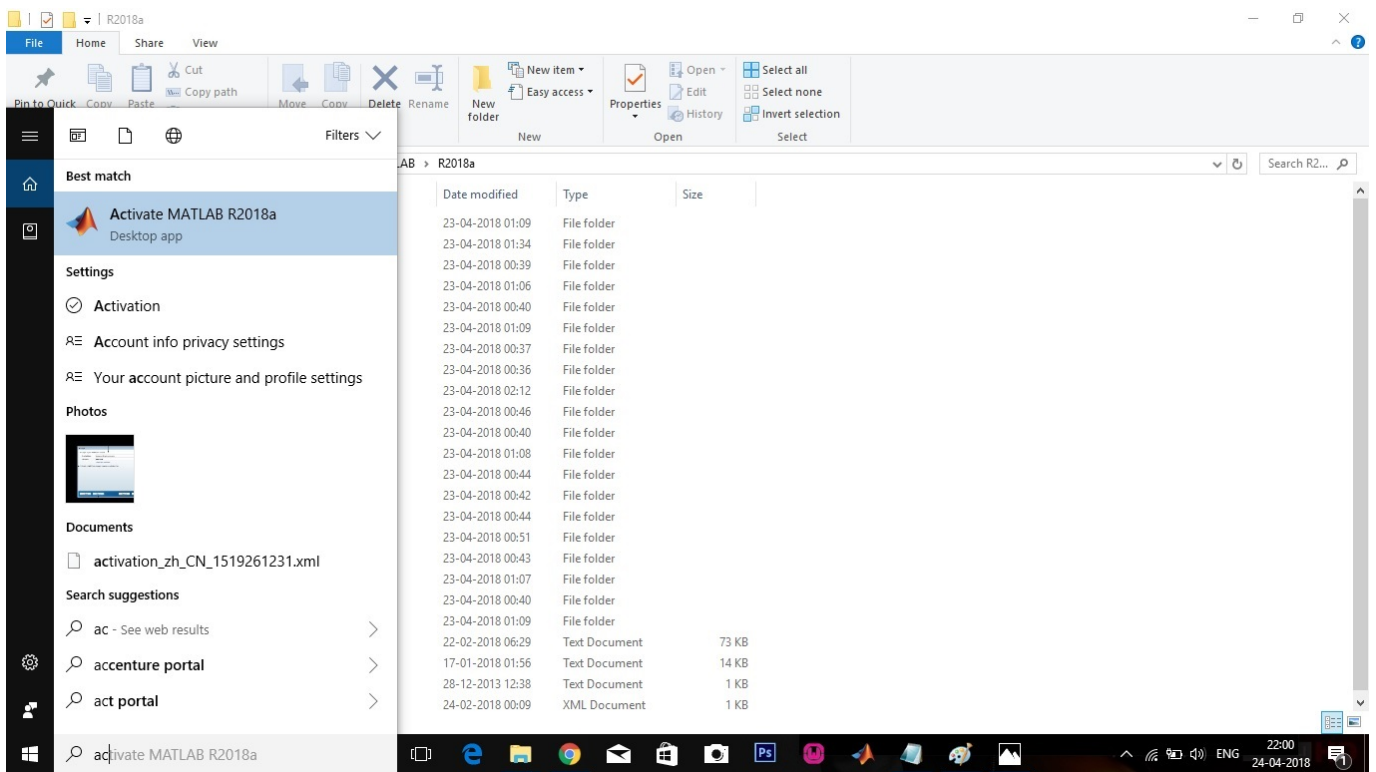 R2018a
File Home Share View
Cut
Copy path
New item
Easy access
Open
Edit
History
Select all
Select none
Invert selection
Pin to Quick Copy Paste Move Copy Delete Rename New folder Properties
New Open Select
Filters
AB > R2018a
Search R2...
Best match
Activate MATLAB R2018a
Desktop app
Settings
Activation
Account info privacy settings
Your account picture and profile settings
Photos
Documents
activation_zh_CN_1519261231.xml
Search suggestions
ac - See web results
accenture portal
act portal
activate MATLAB R2018a
Date modified Type Size
23-04-2018 01:09 File folder
23-04-2018 01:34 File folder
23-04-2018 00:39 File folder
23-04-2018 01:06 File folder
23-04-2018 00:40 File folder
23-04-2018 01:09 File folder
23-04-2018 00:37 File folder
23-04-2018 00:36 File folder
23-04-2018 02:12 File folder
23-04-2018 00:46 File folder
23-04-2018 00:40 File folder
23-04-2018 01:08 File folder
23-04-2018 00:44 File folder
23-04-2018 00:42 File folder
23-04-2018 00:44 File folder
23-04-2018 00:51 File folder
23-04-2018 00:43 File folder
23-04-2018 01:07 File folder
23-04-2018 00:40 File folder
23-04-2018 01:09 File folder
22-02-2018 06:29 Text Document 73 KB
17-01-2018 01:56 Text Document 14 KB
28-12-2013 12:38 Text Document 1 KB
24-02-2018 00:09 XML Document 1 KB
Ps
ENG
22:00
24-04-2018
1